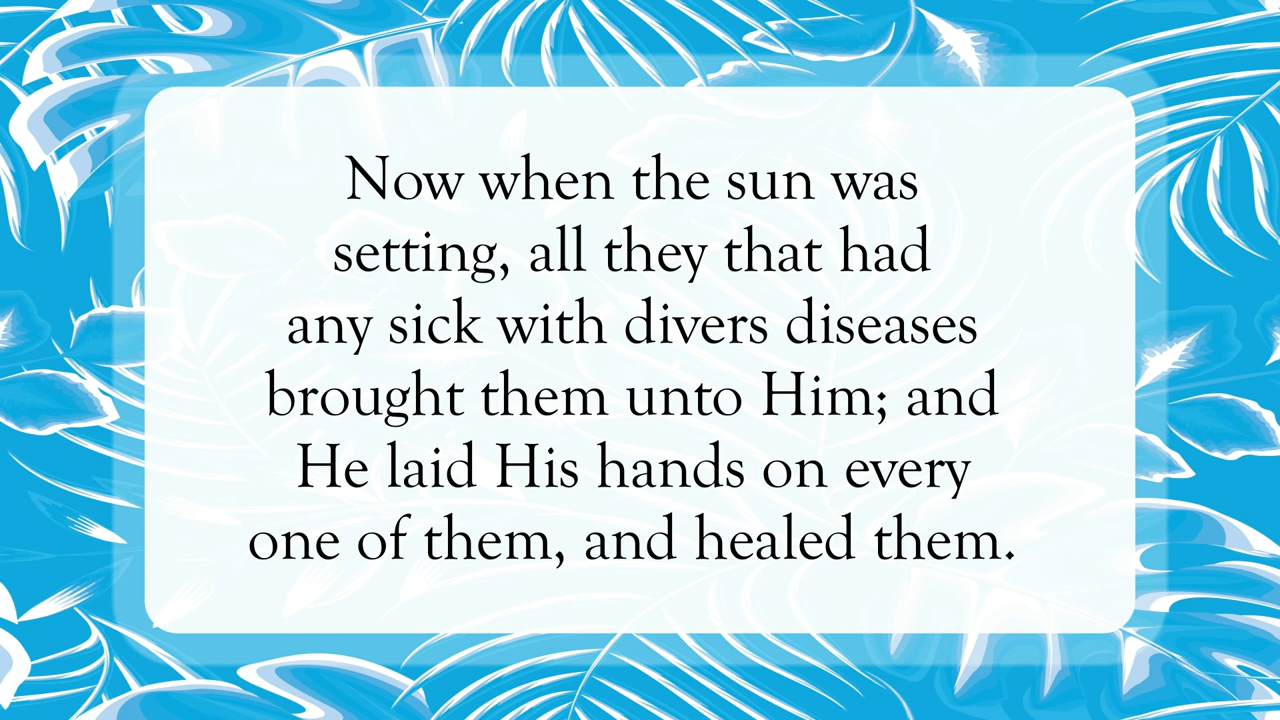 Now when the sun was
setting, all they that had
any sick with divers diseases
brought them unto Him; and
He laid His hands on every
one of them, and healed them.